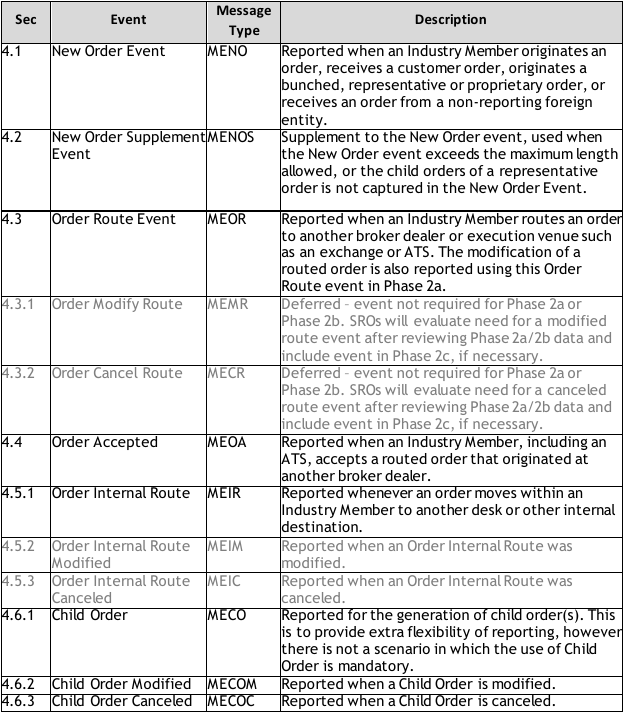 Sec Event Message Type Description
4.1 New Order Event MENO Reported when an Industry Member originates an
order, receives a customer order, originates a
bunched, representative or proprietary order, or
receives an order from a non-reporting foreign
entity.
4.2 New Order Supplement MENOS Supplement to the New Order event, used when
Event the New Order event exceeds the maximum length
allowed, or the child orders of a representative
order is not captured in the New Order Event.
4.3 Order Route Event MEOR Reported when an Industry Member routes an order
to another broker dealer or execution venue such
as an exchange or ATS. The modification of a
routed order is also reported using this Order
Route event in Phase 2a.
4.3.1 Order Modify Route MEMR Deferred - event not required for Phase 2a or
Phase 2b. SROs will evaluate need for a modified
route event after reviewing Phase 2a/2b data and
include event in Phase 2c, if necessary.
4.3.2 Order Cancel Route MECR Deferred - event not required for Phase 2a or
Phase 2b. SROs will evaluate need for a canceled
route event after reviewing Phase 2a/2b data and
include event in Phase 2c, if necessary.
4.4 Order Accepted MEOA Reported when an Industry Member, including an
ATS, accepts a routed order that originated at
another broker dealer.
4.5.1 Order Internal Route MEIR Reported whenever an order moves within an
Industry Member to another desk or other internal
destination.
4.5.2 Order Internal Route MEIM Reported when an Order Internal Route was
Modified modified.
4.5.3 Order Internal Route MEIC Reported when an Order Internal Route was
Canceled canceled.
4.6.1 Child Order MECO Reported for the generation of child order(s). This
is to provide extra flexibility of reporting, however
there is not a scenario in which the use of Child
Order is mandatory.
4.6.2 Child Order Modified MECOM Reported when a Child Order is modified.
4.6.3 Child Order Canceled MECOC Reported when a Child Order is canceled.